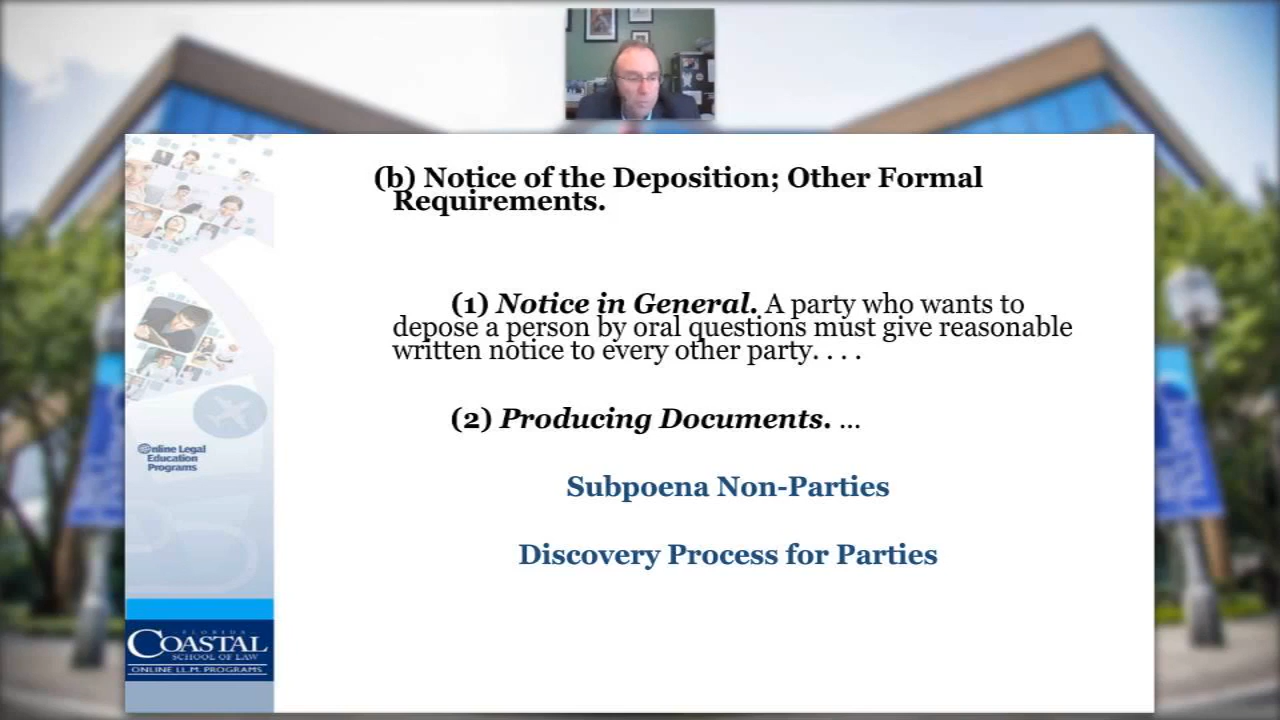 (b) Notice of the Deposition; Other Formal
Requirements.
(1) Notice in General. A party who wants to
depose a person by oral questions must give reasonable
written notice to every other party. . . .
(2) Producing Documents. ...
Subpoena Non-Parties
Discovery Process for Parties
Online Legal
Education
Programs
FLORIDA
COASTAL
SCHOOL OF LAW
ONLINE LL.M. PROGRAMS